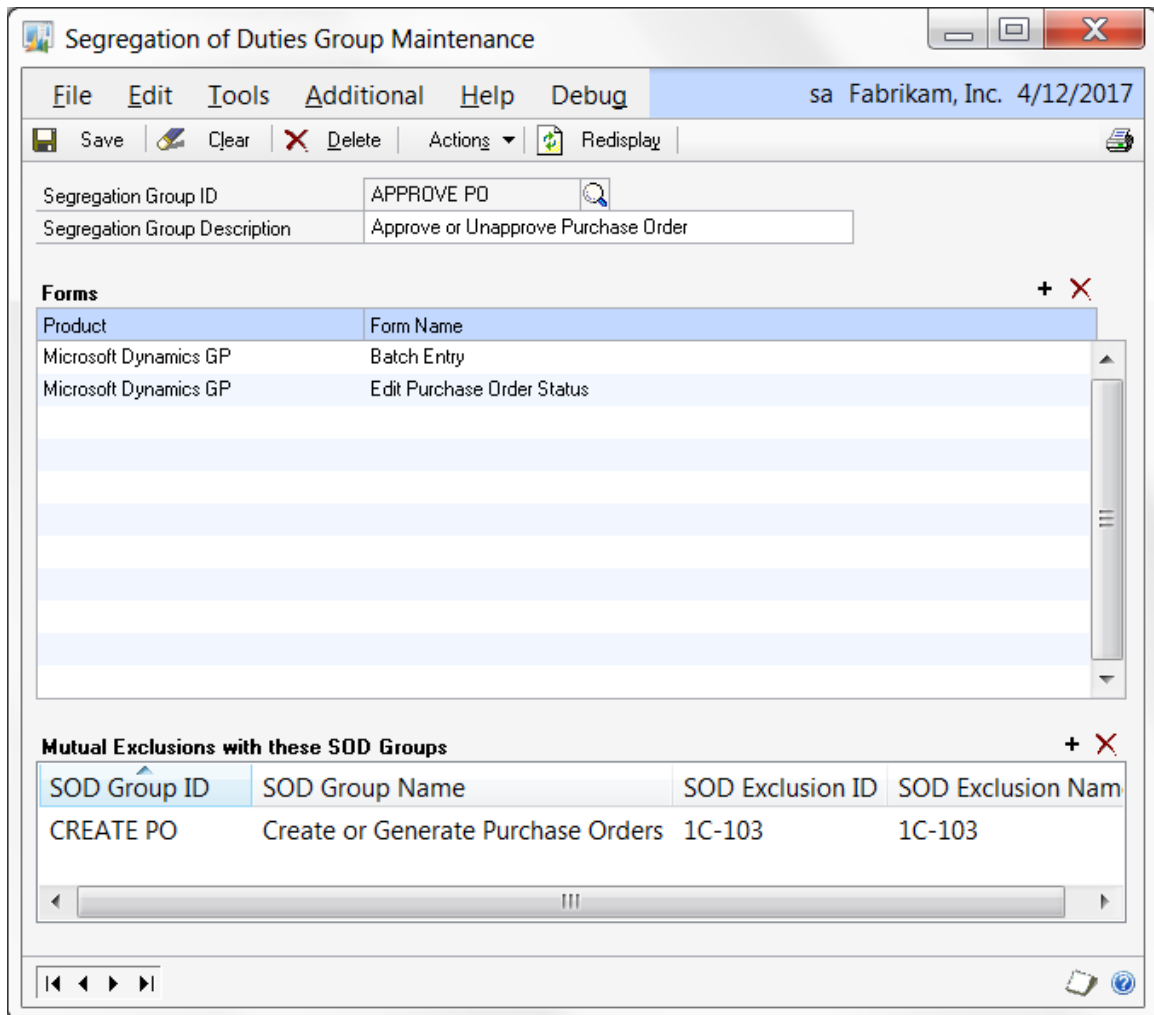 Segregation of Duties Group Maintenance
File Edit Tools Additional Help Debug sa Fabrikam, Inc. 4/12/2017
Save Clear Delete Actions Redisplay
Segregation Group ID APPROVE PO
Segregation Group Description Approve or Unapprove Purchase Order
Forms
Product Form Name
Microsoft Dynamics GP Batch Entry
Microsoft Dynamics GP Edit Purchase Order Status
Mutual Exclusions with these SOD Groups
SOD Group ID SOD Group Name SOD Exclusion ID SOD Exclusion Nam
CREATE PO Create or Generate Purchase Orders 1C-103 1C-103